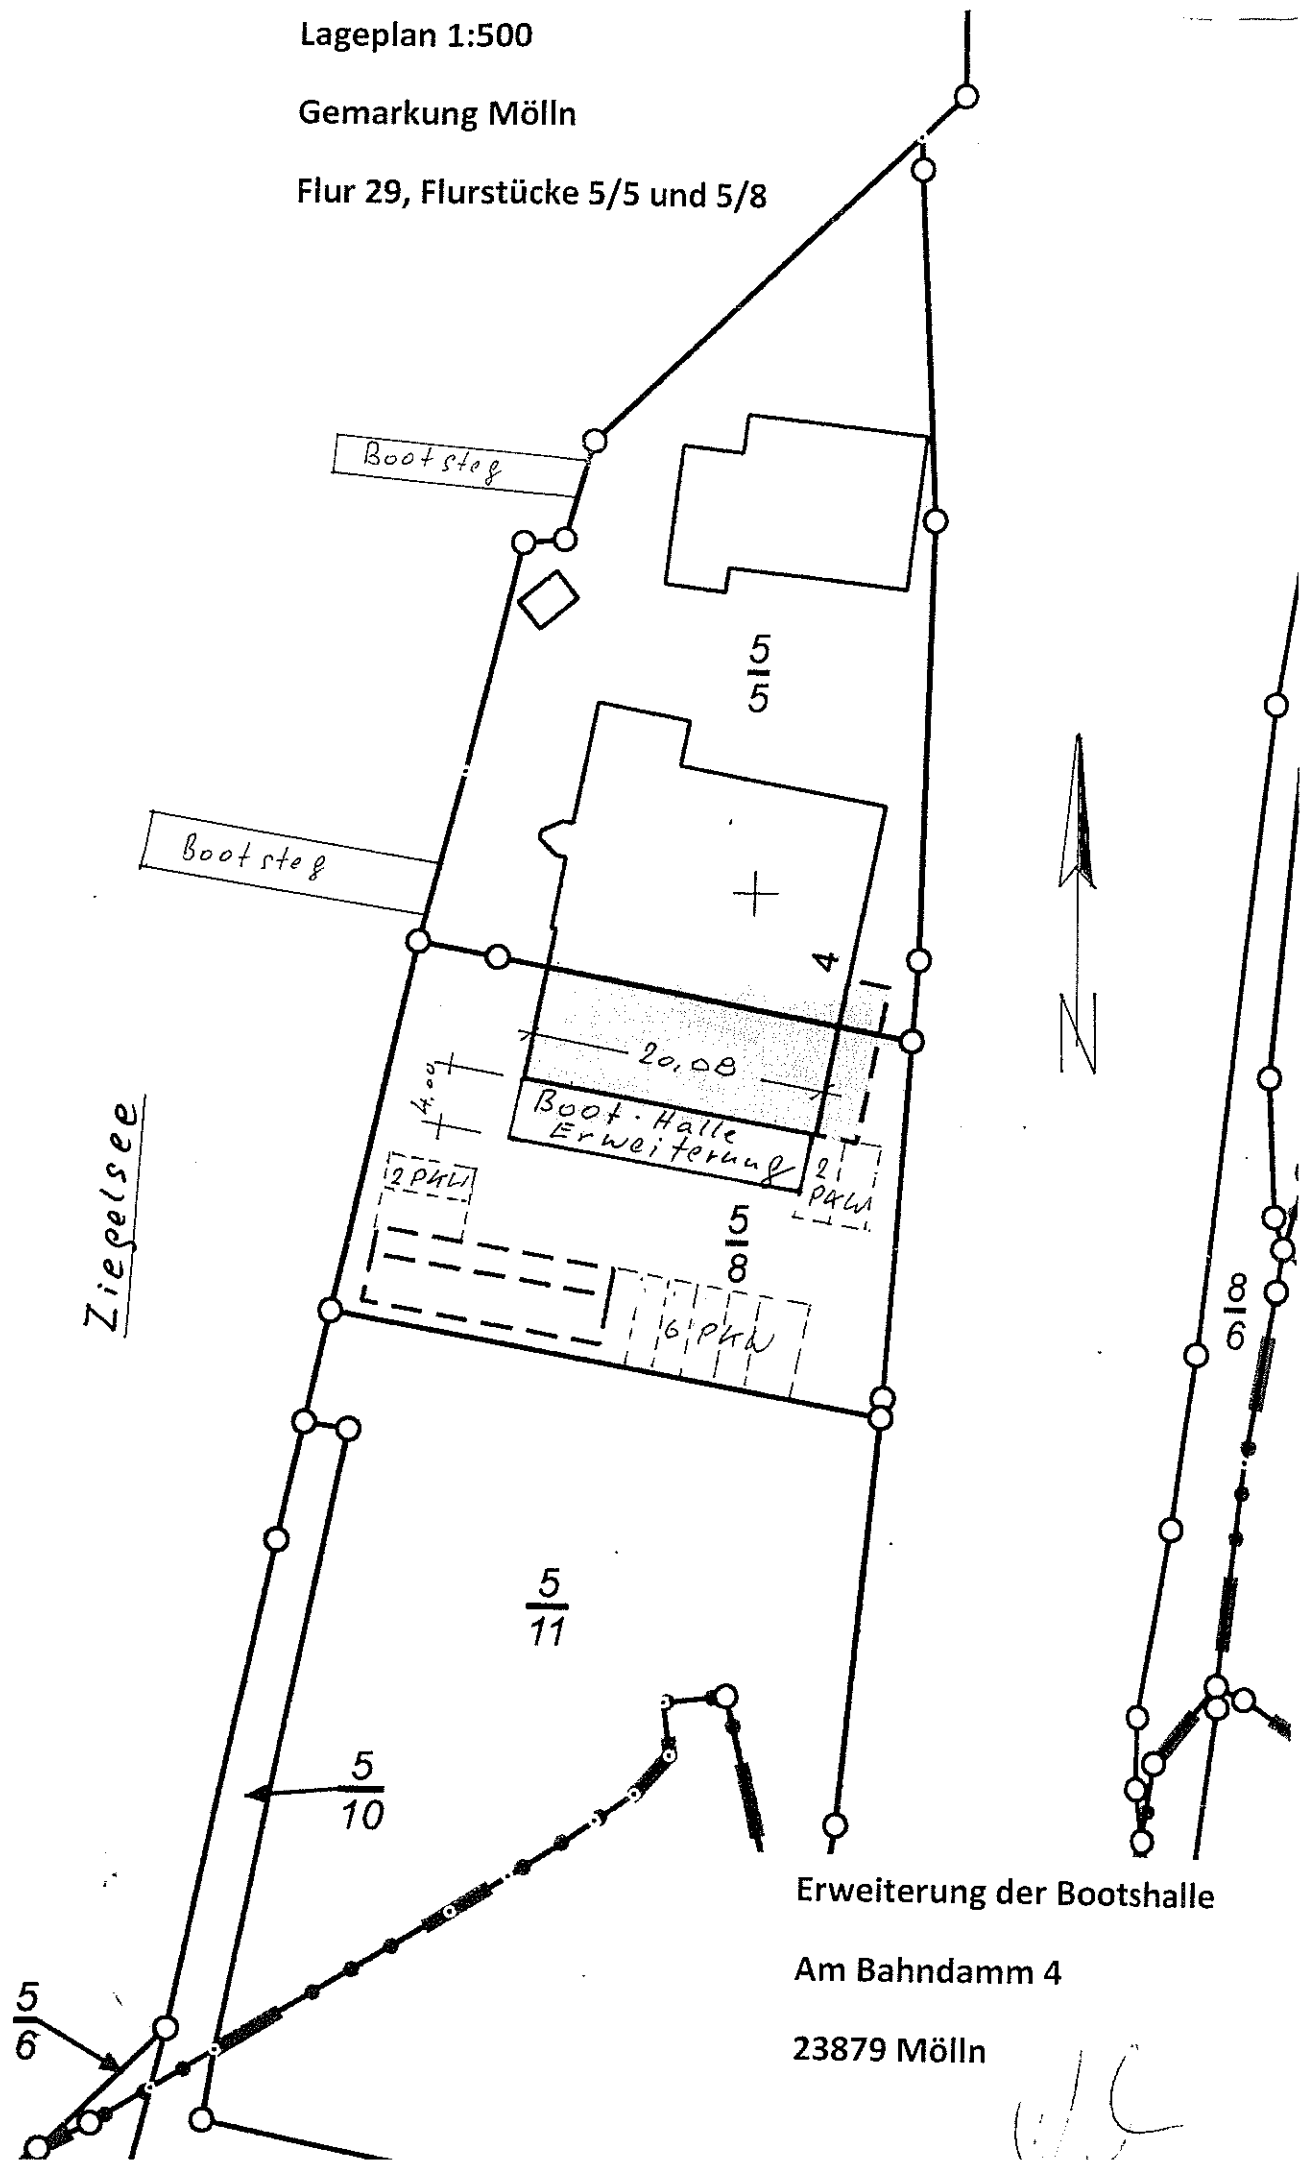 Lageplan 1:500
Gemarkung Mölln
Flur 29, Flurstücke 5/5 und 5/8
Bootsteg
5
5
Bootsteg
4
20,08
4,00
Boot-Halle
Erweiterung
2 PKW
2
PKW
5
8
6 PKW
Ziegelsee
N
8
6
5
11
5
10
5
6
Erweiterung der Bootshalle
Am Bahndamm 4
23879 Mölln